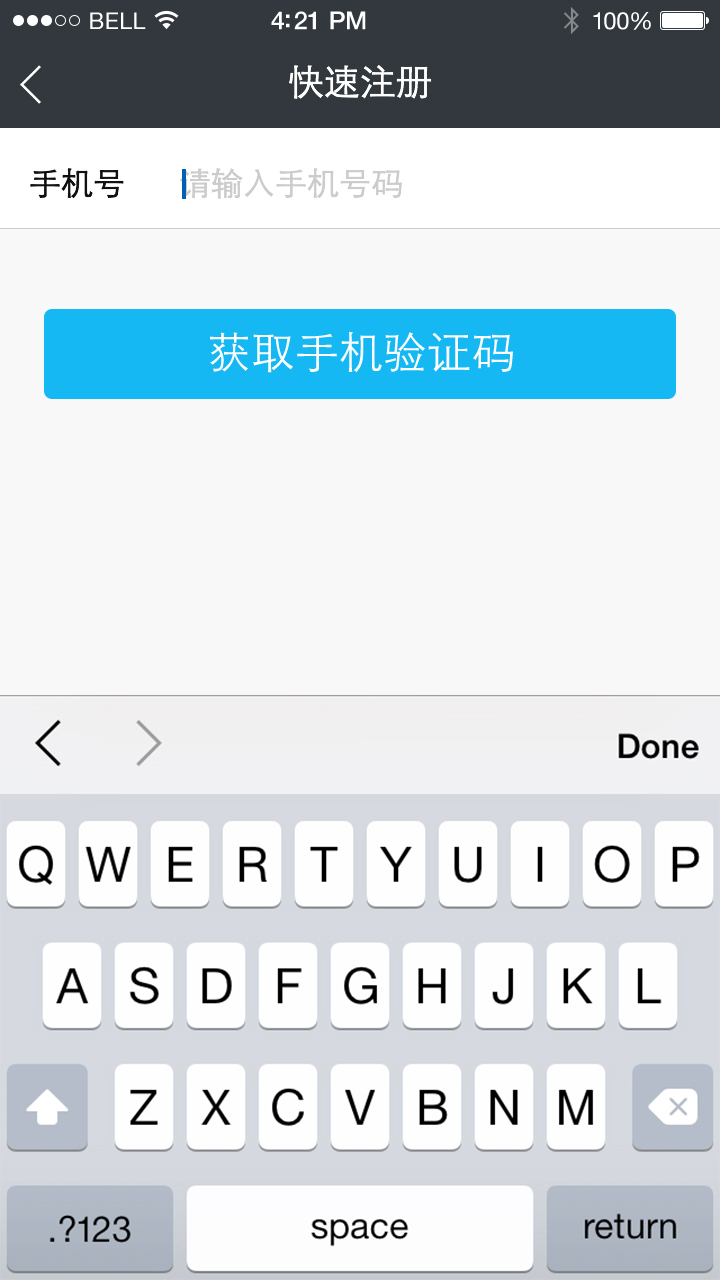 BELL 4:21 PM 100%
快速注册
手机号 请输入手机号码
获取手机验证码
Done
Q W E R T Y U I O P
A S D F G H J K L
Z X C V B N M
.?123 space return